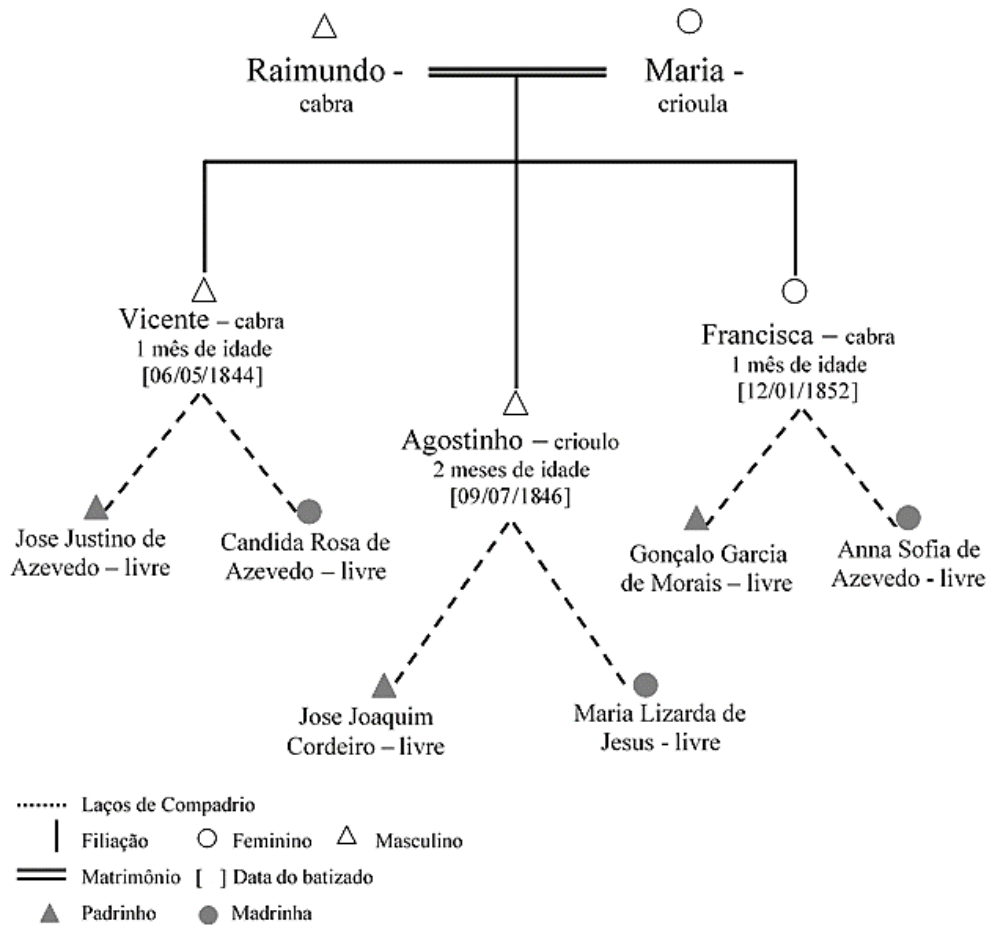 Raimundo -
cabra
Maria -
crioula
Vicente – cabra
1 mês de idade
[06/05/1844]
Francisca – cabra
1 mês de idade
[12/01/1852]
Agostinho – crioulo
2 meses de idade
[09/07/1846]
Jose Justino de
Azevedo – livre
Candida Rosa de
Azevedo – livre
Gonçalo Garcia
de Morais – livre
Anna Sofia de
Azevedo - livre
Jose Joaquim
Cordeiro – livre
Maria Lizarda de
Jesus - livre
Laços de Compadrio
Filiação Feminino Masculino
Matrimônio [ ] Data do batizado
Padrinho Madrinha